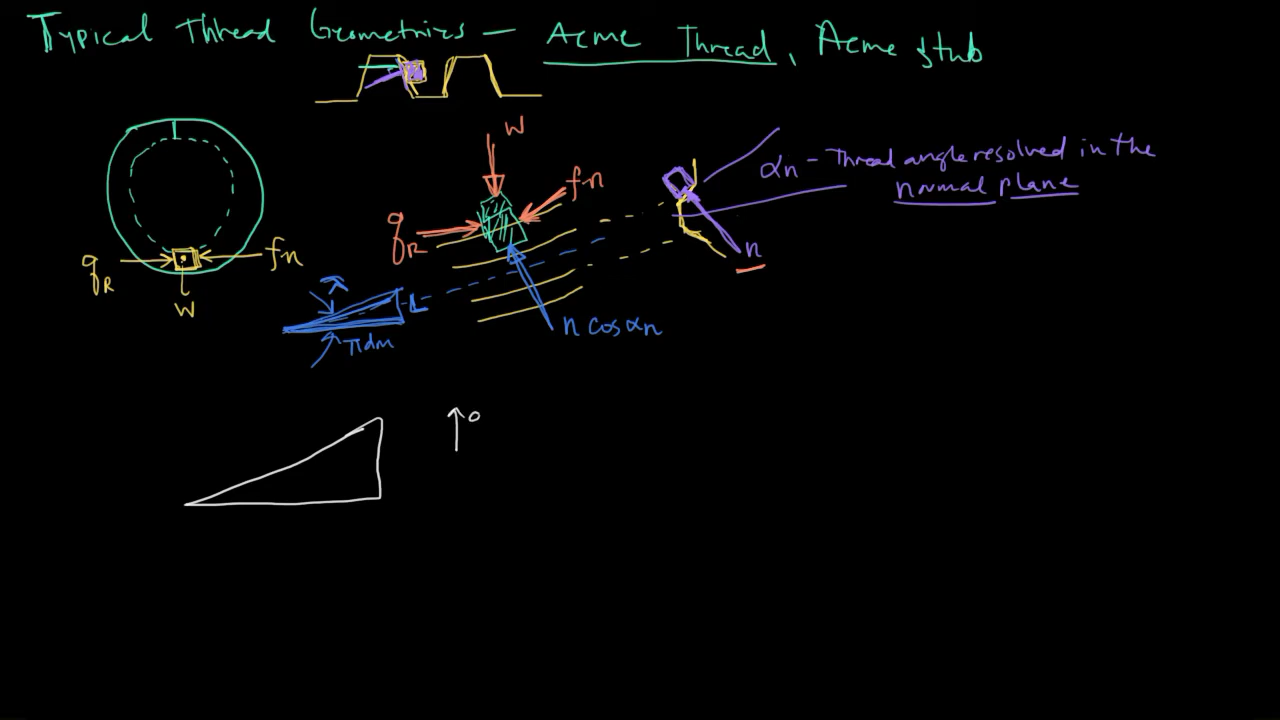 Typical Thread Geometries — Acme Thread, Acme stub
W
αn - Thread angle resolved in the
normal plane
fn
qR
fn
qR
n
W
λ
L
n cos αn
πdm
o